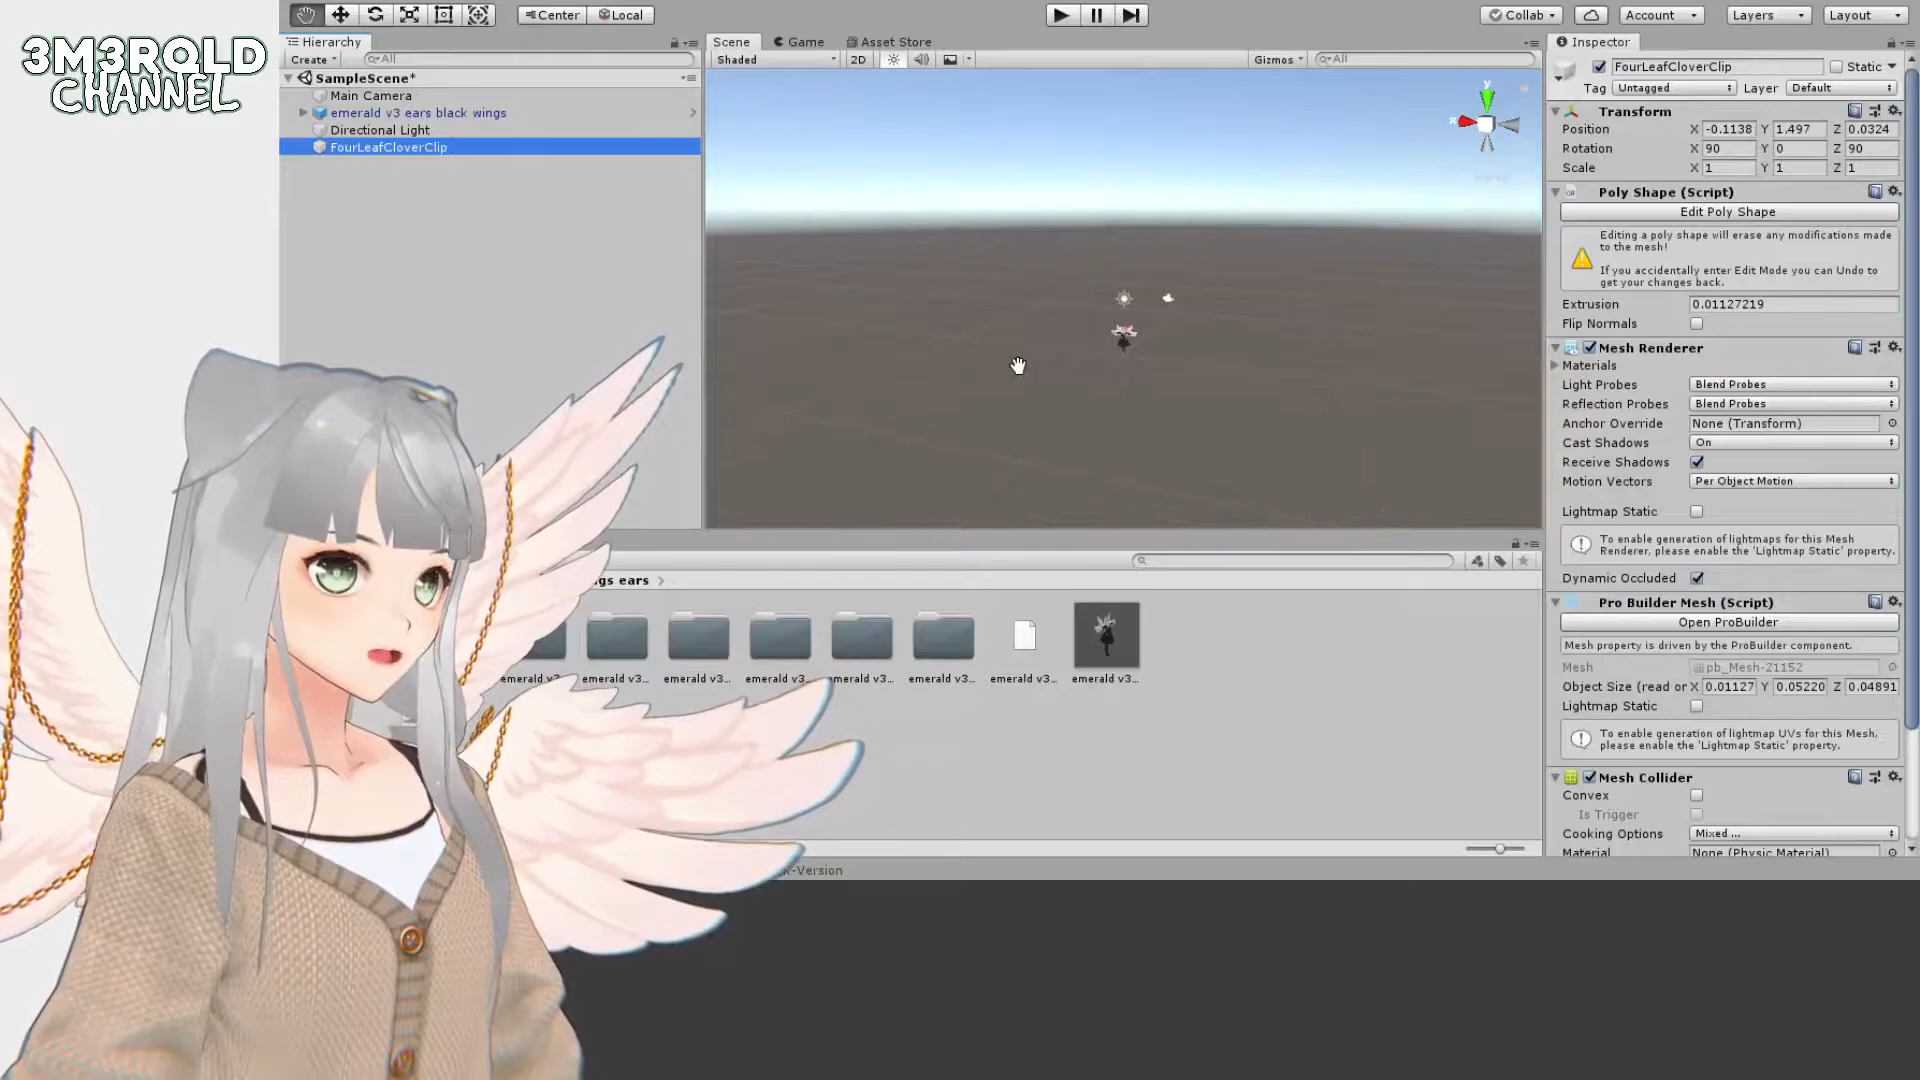 3M3RQLD
CHANNEL
Center
Local
Collab
Account
Layers
Layout
Hierarchy
Create
All
SampleScene*
Main Camera
emerald v3 ears black wings
Directional Light
FourLeafCloverClip
Scene
Game
Asset Store
Shaded
2D
Gizmos
All
ngs ears
emerald v3...
emerald v3...
emerald v3...
emerald v3...
emerald v3...
emerald v3...
emerald v3...
-Version
Inspector
FourLeafCloverClip
Static
Tag Untagged Layer Default
Transform
Position X -0.1138 Y 1.497 Z 0.0324
Rotation X 90 Y 0 Z 90
Scale X 1 Y 1 Z 1
Poly Shape (Script)
Edit Poly Shape
Editing a poly shape will erase any modifications made
to the mesh!
If you accidentally enter Edit Mode you can Undo to
get your changes back.
Extrusion 0.01127219
Flip Normals
Mesh Renderer
Materials
Light Probes Blend Probes
Reflection Probes Blend Probes
Anchor Override None (Transform)
Cast Shadows On
Receive Shadows
Motion Vectors Per Object Motion
Lightmap Static
To enable generation of lightmaps for this Mesh
Renderer, please enable the 'Lightmap Static' property.
Dynamic Occluded
Pro Builder Mesh (Script)
Open ProBuilder
Mesh property is driven by the ProBuilder component.
Mesh pb_Mesh-21152
Object Size (read or X 0.01127 Y 0.05220 Z 0.04891
Lightmap Static
To enable generation of lightmap UVs for this Mesh,
please enable the 'Lightmap Static' property.
Mesh Collider
Convex
Is Trigger
Cooking Options Mixed ...
Material None (Physic Material)